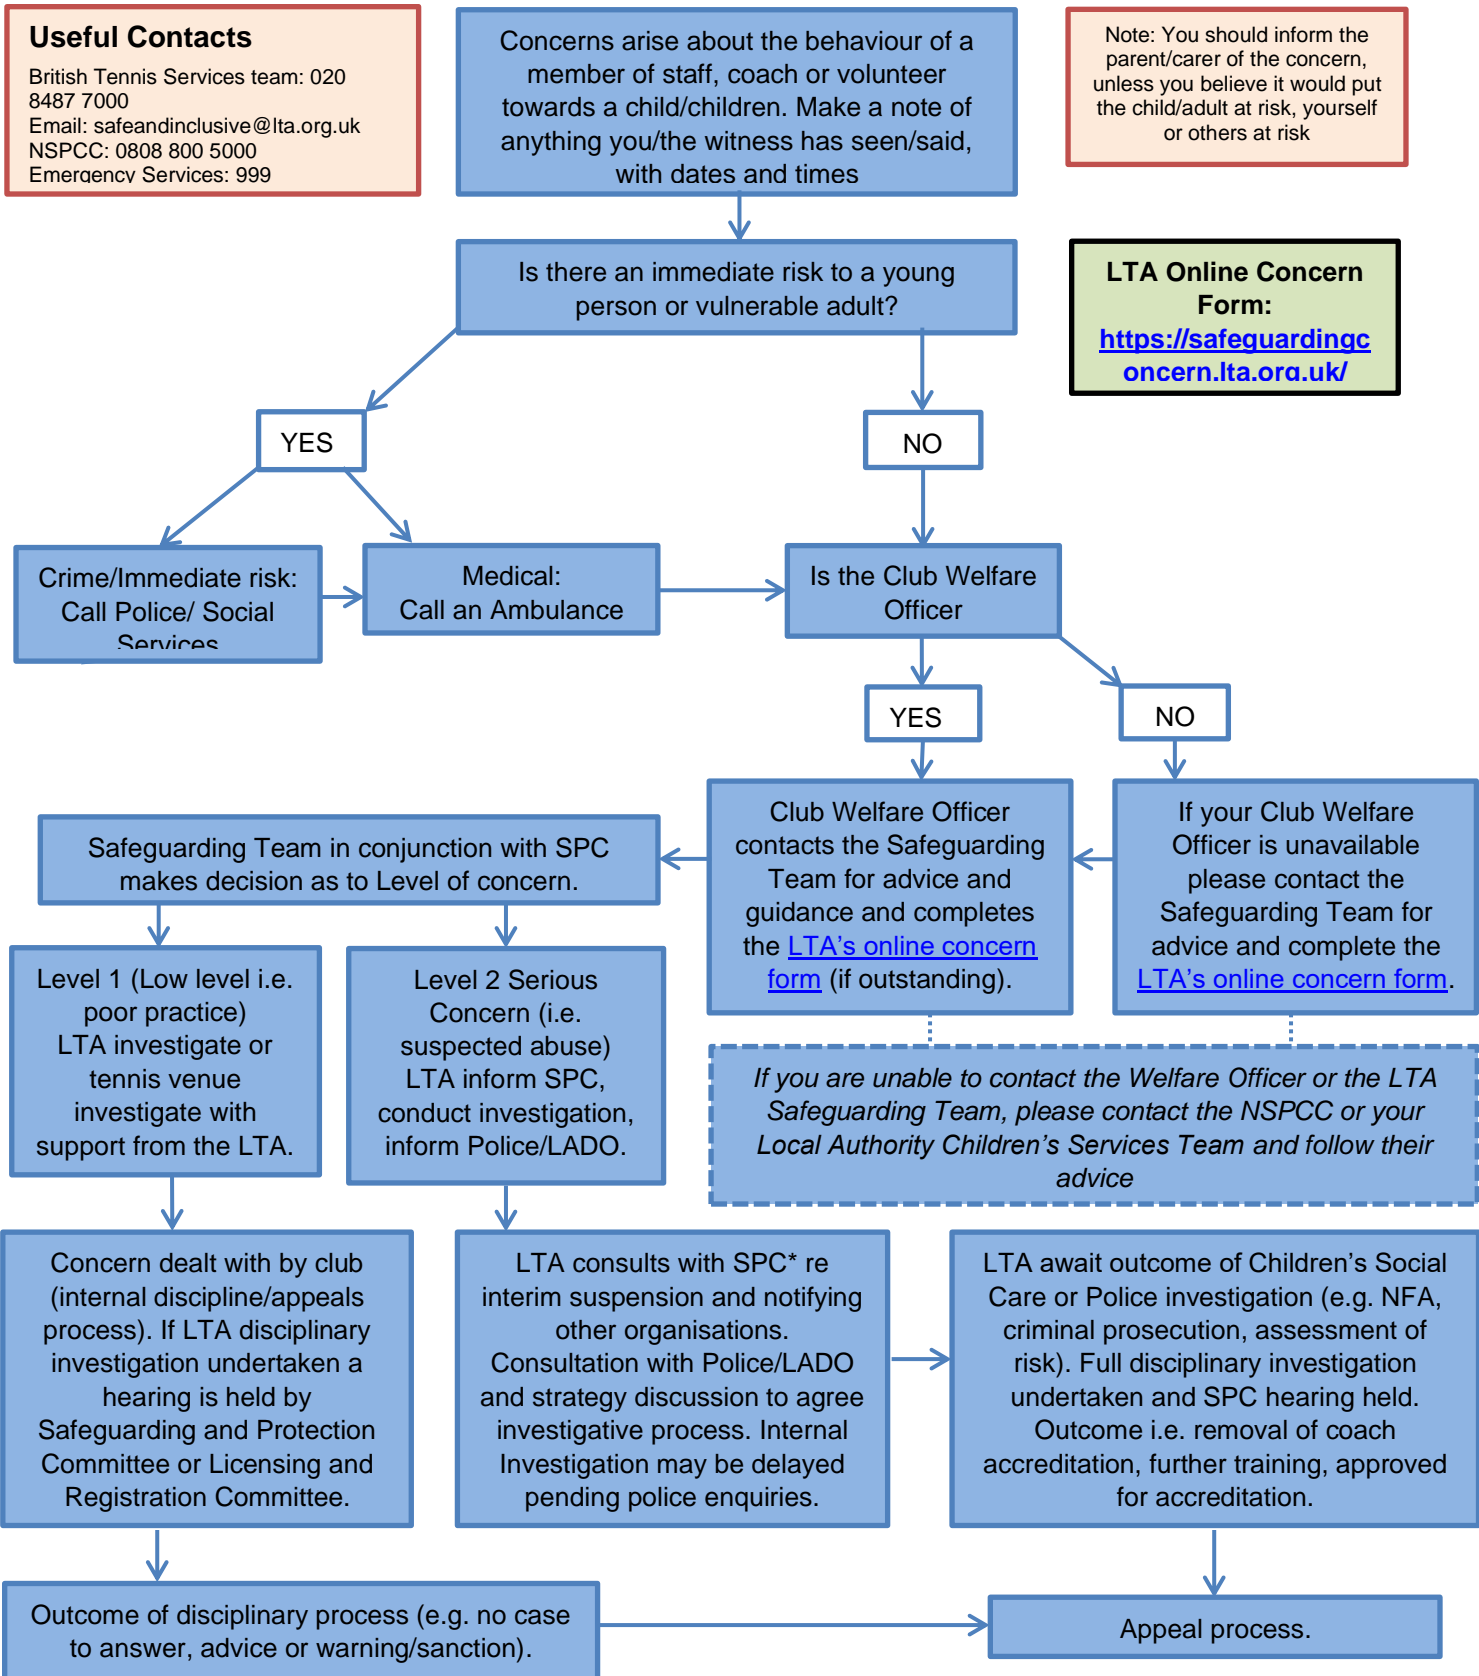 Useful Contacts
British Tennis Services team: 020
8487 7000
Email: safeandinclusive@lta.org.uk
NSPCC: 0808 800 5000
Emergency Services: 999
Concerns arise about the behaviour of a
member of staff, coach or volunteer
towards a child/children. Make a note of
anything you/the witness has seen/said,
with dates and times
Note: You should inform the
parent/carer of the concern,
unless you believe it would put
the child/adult at risk, yourself
or others at risk
Is there an immediate risk to a young
person or vulnerable adult?
LTA Online Concern
Form:
https://safeguardingc
oncern.lta.org.uk/
YES
NO
Crime/Immediate risk:
Call Police/ Social
Services
Medical:
Call an Ambulance
Is the Club Welfare
Officer
YES
NO
Safeguarding Team in conjunction with SPC
makes decision as to Level of concern.
Club Welfare Officer
contacts the Safeguarding
Team for advice and
guidance and completes
the LTA's online concern
form (if outstanding).
If your Club Welfare
Officer is unavailable
please contact the
Safeguarding Team for
advice and complete the
LTA's online concern form.
Level 1 (Low level i.e.
poor practice)
LTA investigate or
tennis venue
investigate with
support from the LTA.
Level 2 Serious
Concern (i.e.
suspected abuse)
LTA inform SPC,
conduct investigation,
inform Police/LADO.
If you are unable to contact the Welfare Officer or the LTA
Safeguarding Team, please contact the NSPCC or your
Local Authority Children's Services Team and follow their
advice
Concern dealt with by club
(internal discipline/appeals
process). If LTA disciplinary
investigation undertaken a
hearing is held by
Safeguarding and Protection
Committee or Licensing and
Registration Committee.
LTA consults with SPC* re
interim suspension and notifying
other organisations.
Consultation with Police/LADO
and strategy discussion to agree
investigative process. Internal
Investigation may be delayed
pending police enquiries.
LTA await outcome of Children's Social
Care or Police investigation (e.g. NFA,
criminal prosecution, assessment of
risk). Full disciplinary investigation
undertaken and SPC hearing held.
Outcome i.e. removal of coach
accreditation, further training, approved
for accreditation.
Outcome of disciplinary process (e.g. no case
to answer, advice or warning/sanction).
Appeal process.